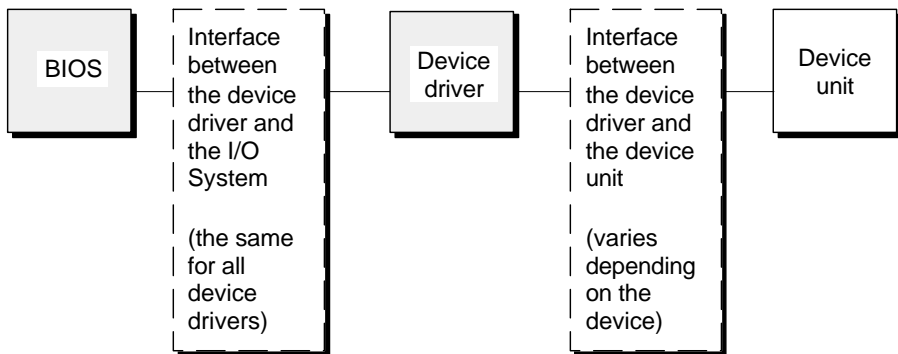 BIOS
Interface
between
the device
driver and
the I/O
System
(the same
for all
device
drivers)
Device
driver
Interface
between
the device
driver and
the device
unit
(varies
depending
on the
device)
Device
unit